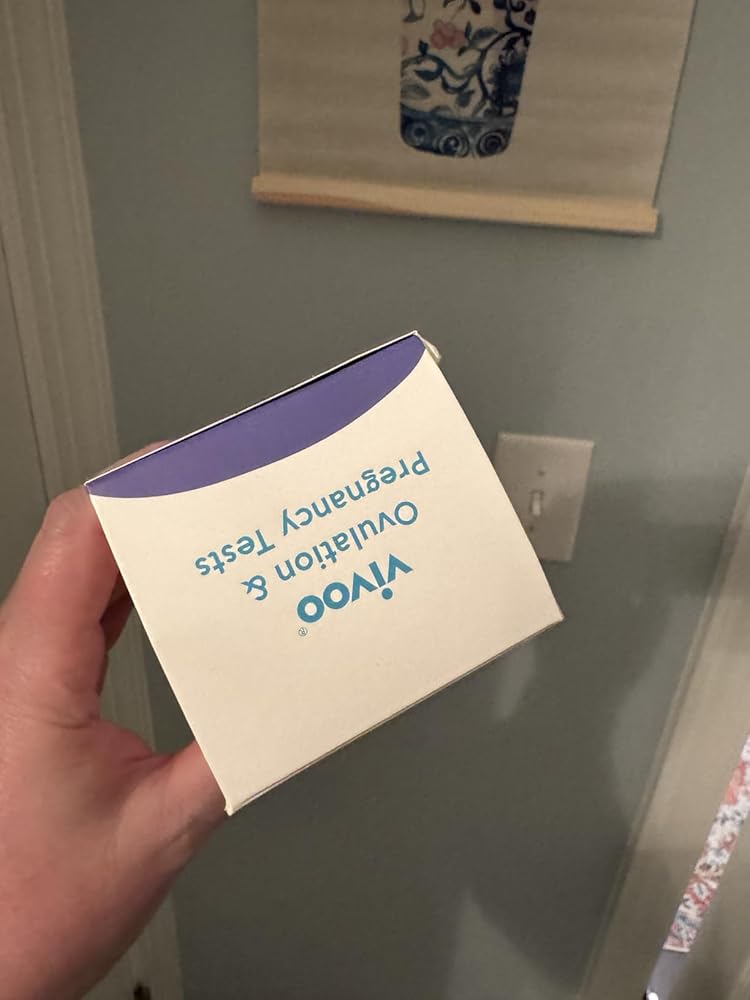 vivoo®
Ovulation &
Pregnancy Tests